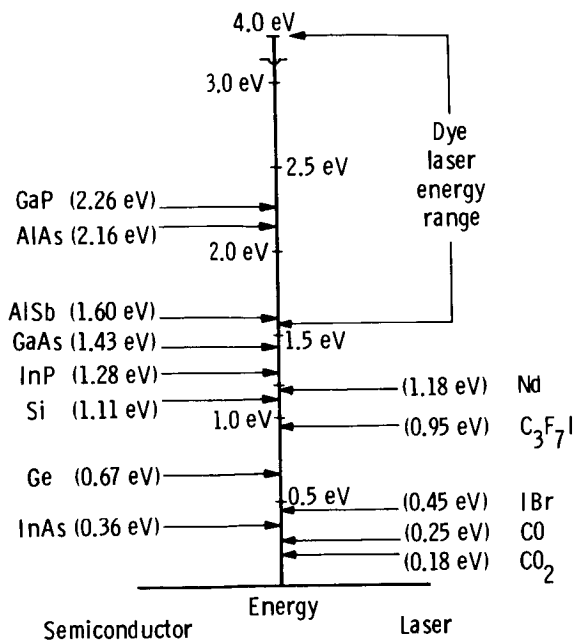 4.0 eV
3.0 eV
Dye
laser
energy
range
2.5 eV
GaP (2.26 eV)
AlAs (2.16 eV)
2.0 eV
AlSb (1.60 eV)
GaAs (1.43 eV)
1.5 eV
InP (1.28 eV)
(1.18 eV) Nd
Si (1.11 eV)
1.0 eV
(0.95 eV) C₃F₇I
Ge (0.67 eV)
0.5 eV
(0.45 eV) IBr
InAs (0.36 eV)
(0.25 eV) CO
(0.18 eV) CO₂
Semiconductor Energy Laser